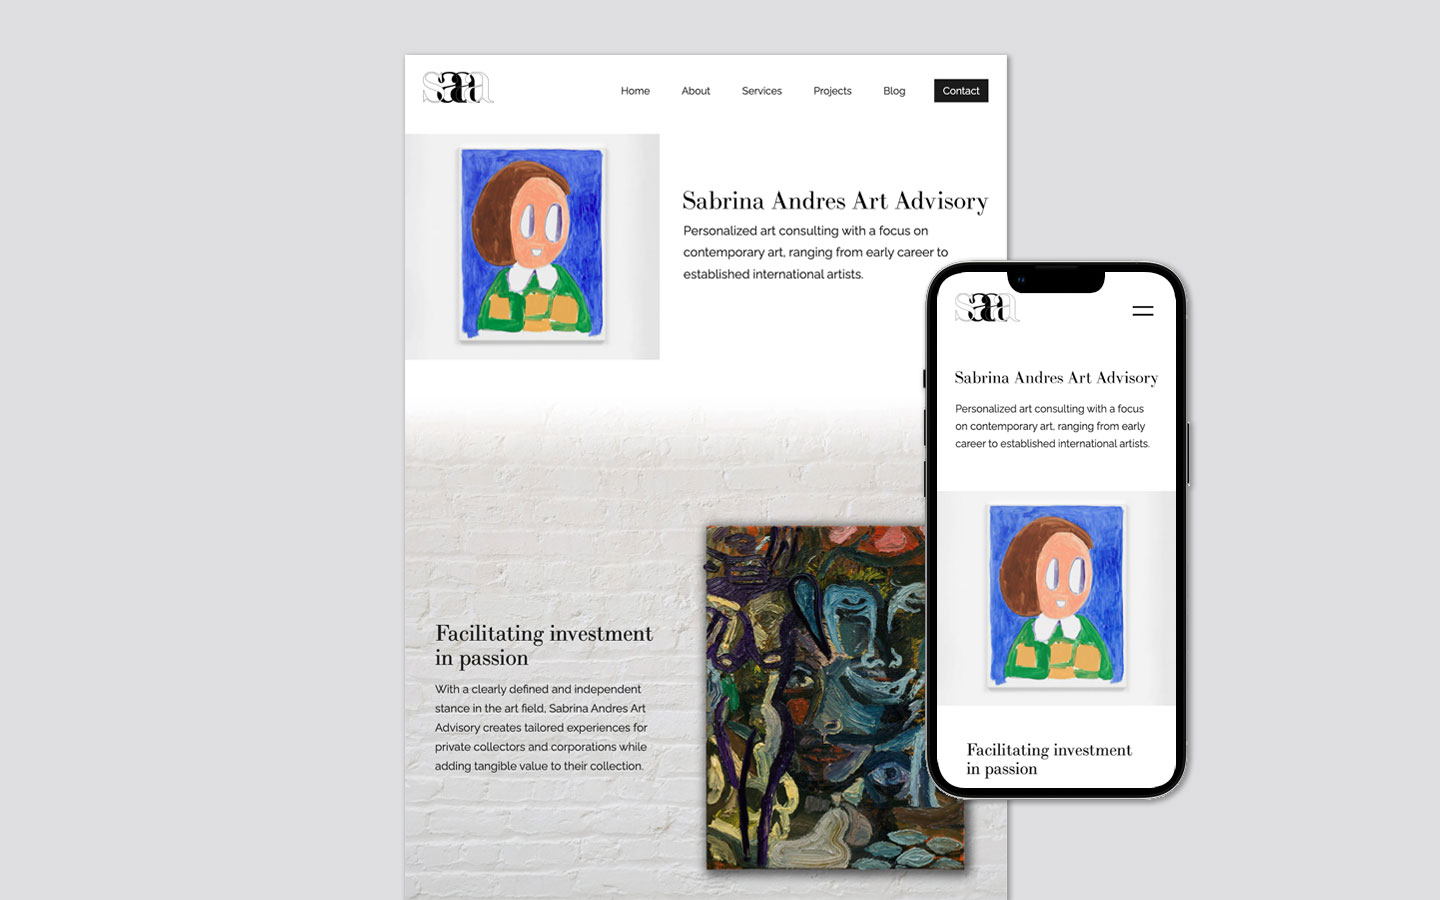 saaa
Home
About
Services
Projects
Blog
Contact
Sabrina Andres Art Advisory
Personalized art consulting with a focus on
contemporary art, ranging from early career to
established international artists.
Facilitating investment
in passion
With a clearly defined and independent
stance in the art field, Sabrina Andres Art
Advisory creates tailored experiences for
private collectors and corporations while
adding tangible value to their collection.
saaa
Sabrina Andres Art Advisory
Personalized art consulting with a focus
on contemporary art, ranging from early
career to established international artists.
Facilitating investment
in passion